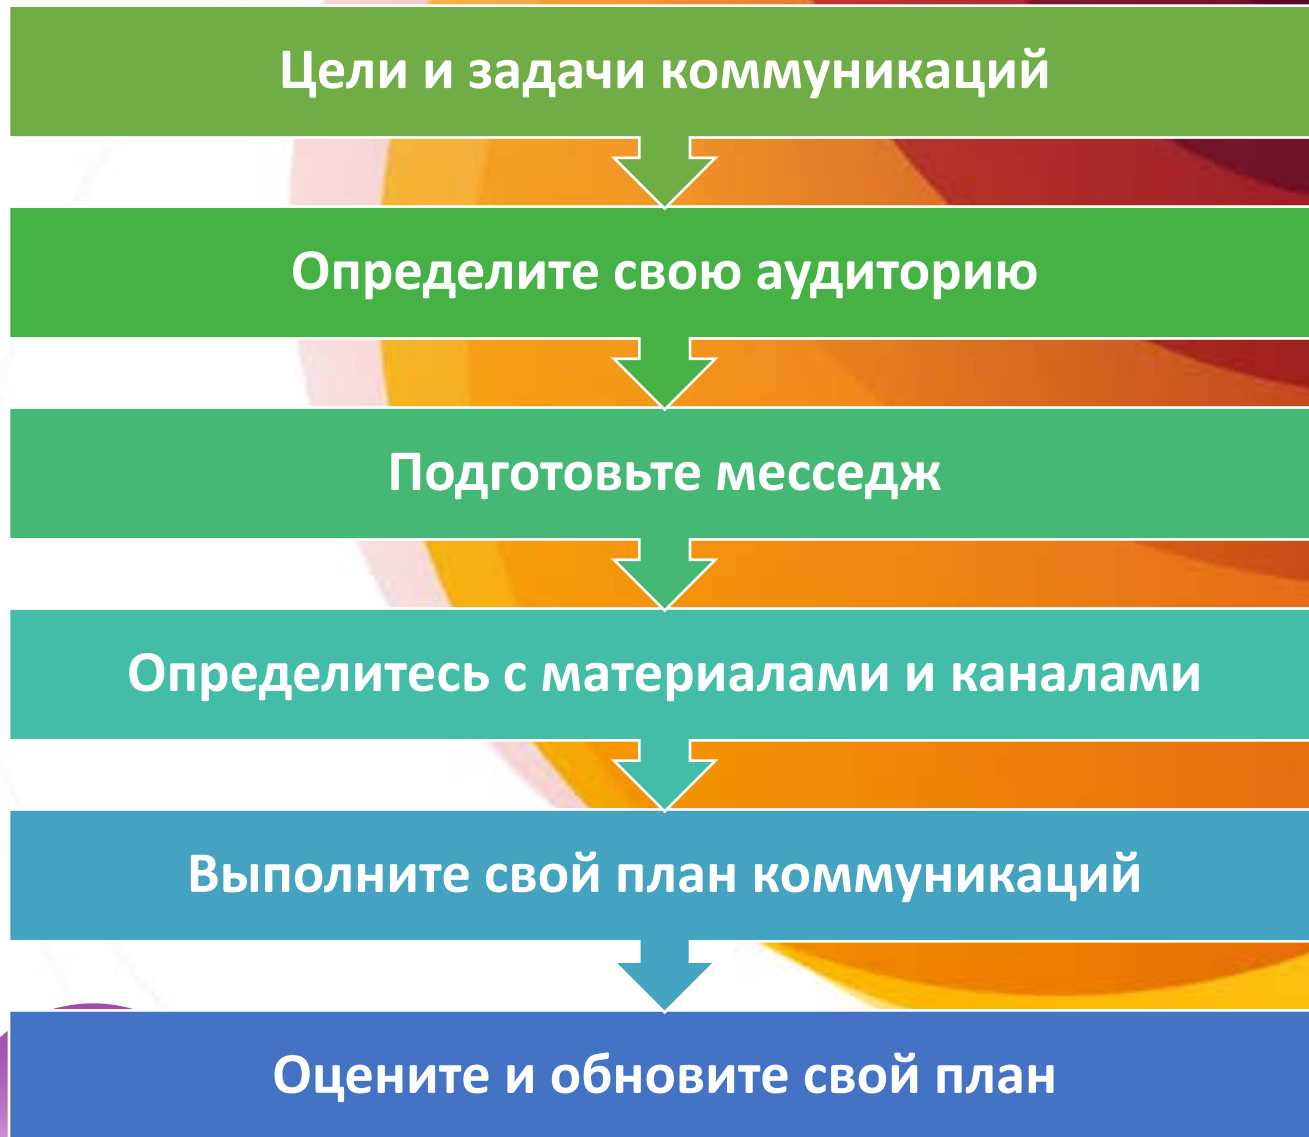 Цели и задачи коммуникаций
Определите свою аудиторию
Подготовьте месседж
Определитесь с материалами и каналами
Выполните свой план коммуникаций
Оцените и обновите свой план